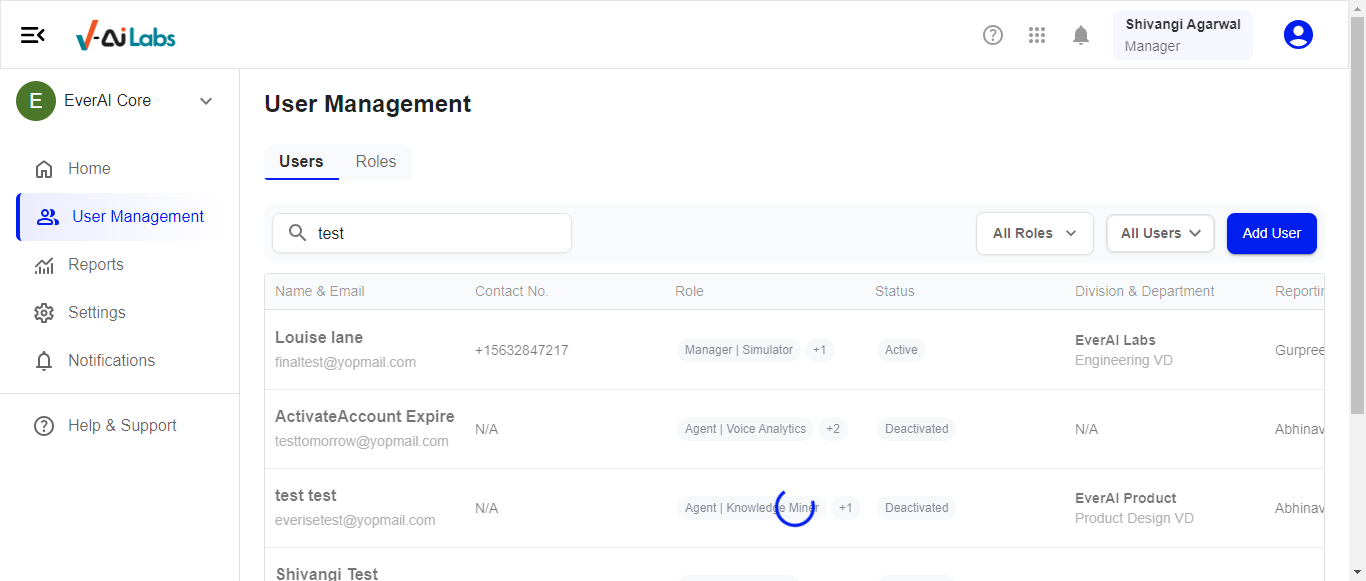 V-Ai Labs
Shivangi Agarwal
Manager
E EverAI Core
Home
User Management
Reports
Settings
Notifications
Help & Support
User Management
Users Roles
test All Roles All Users Add User
Name & Email Contact No. Role Status Division & Department Reportin
Louise lane
finaltest@yopmail.com
+15632847217
Manager | Simulator +1
Active
EverAI Labs
Engineering VD
Gurpree
ActivateAccount Expire
testtomorrow@yopmail.com
N/A
Agent | Voice Analytics +2
Deactivated
N/A
Abhinav
test test
everisetest@yopmail.com
N/A
Agent | Knowledge Miner +1
Deactivated
EverAI Product
Product Design VD
Abhinav
Shivangi Test